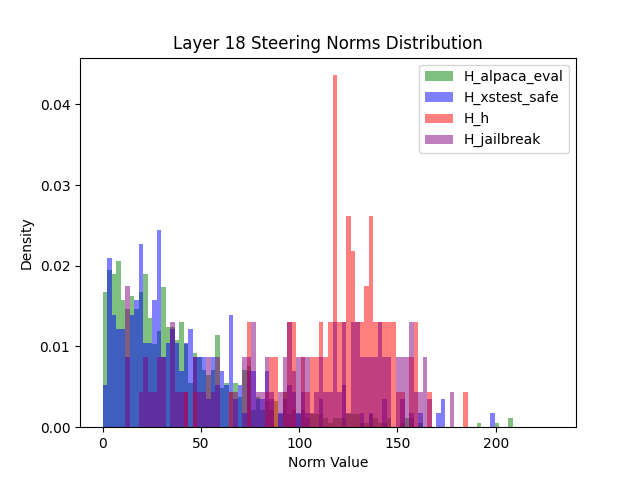 Layer 18 Steering Norms Distribution
H_alpaca_eval
H_xstest_safe
H_h
H_jailbreak
Density
0.04
0.03
0.02
0.01
0.00
0
50
100
150
200
Norm Value